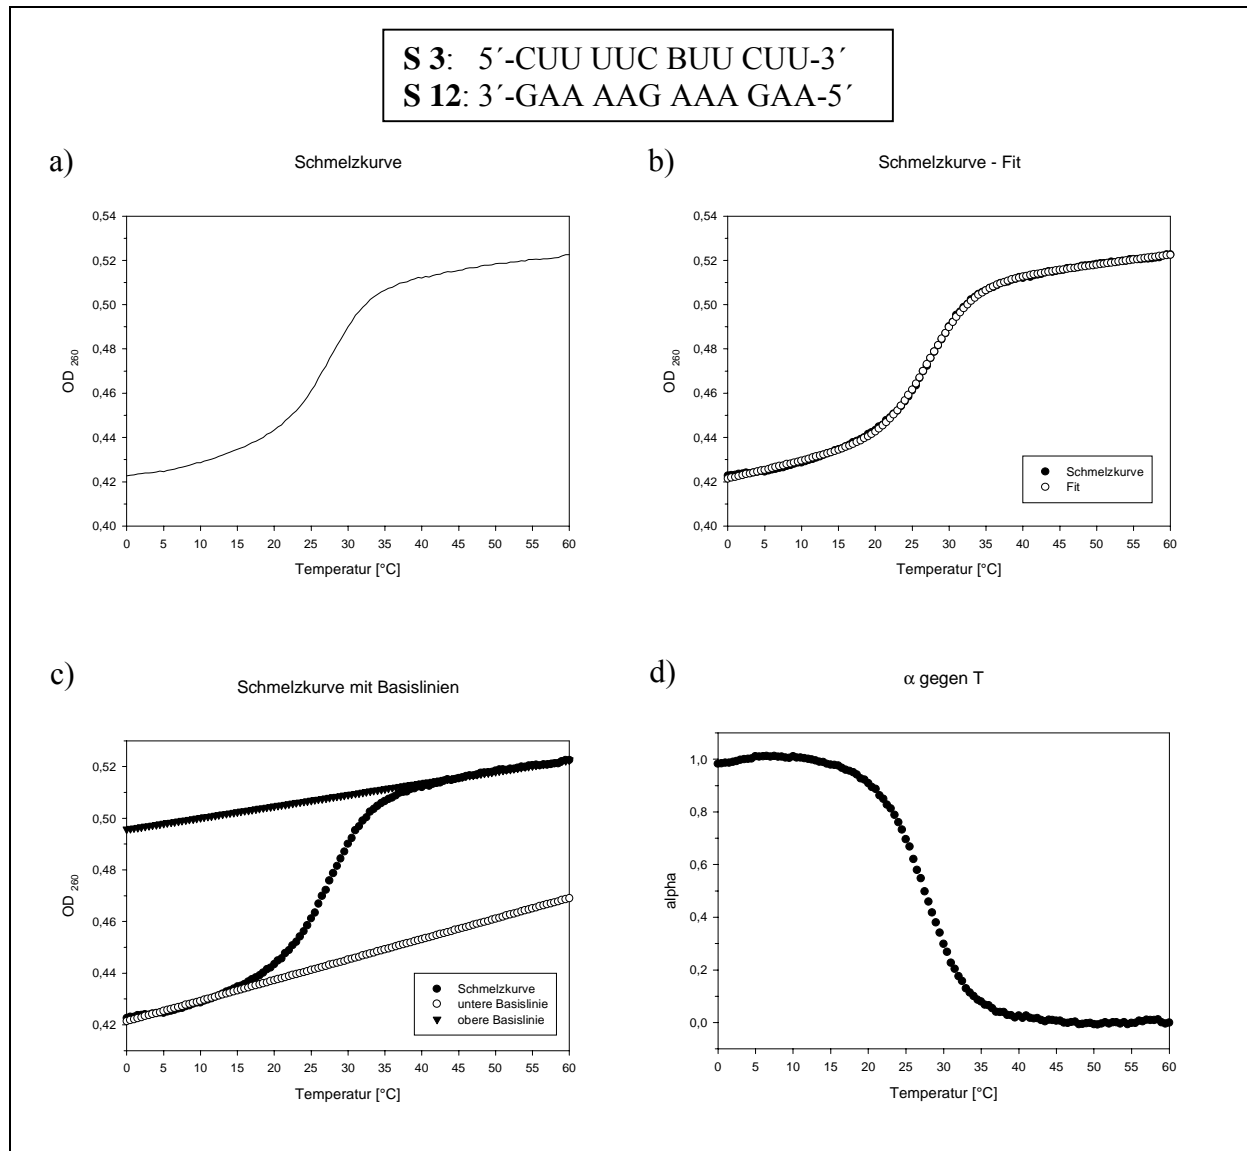 S 3: 5´-CUU UUC BUU CUU-3´
S 12: 3´-GAA AAG AAA GAA-5´
a)
Schmelzkurve
0,54
0,52
0,50
0,48
0,46
0,44
0,42
0,40
OD 260
0 5 10 15 20 25 30 35 40 45 50 55 60
Temperatur [°C]
b)
Schmelzkurve - Fit
0,54
0,52
0,50
0,48
0,46
0,44
0,42
0,40
OD 260
Schmelzkurve
Fit
0 5 10 15 20 25 30 35 40 45 50 55 60
Temperatur [°C]
c)
Schmelzkurve mit Basislinien
0,52
0,50
0,48
0,46
0,44
0,42
OD 260
Schmelzkurve
untere Basislinie
obere Basislinie
0 5 10 15 20 25 30 35 40 45 50 55 60
Temperatur [°C]
d)
α gegen T
1,0
0,8
0,6
0,4
0,2
0,0
alpha
0 5 10 15 20 25 30 35 40 45 50 55 60
Temperatur [°C]